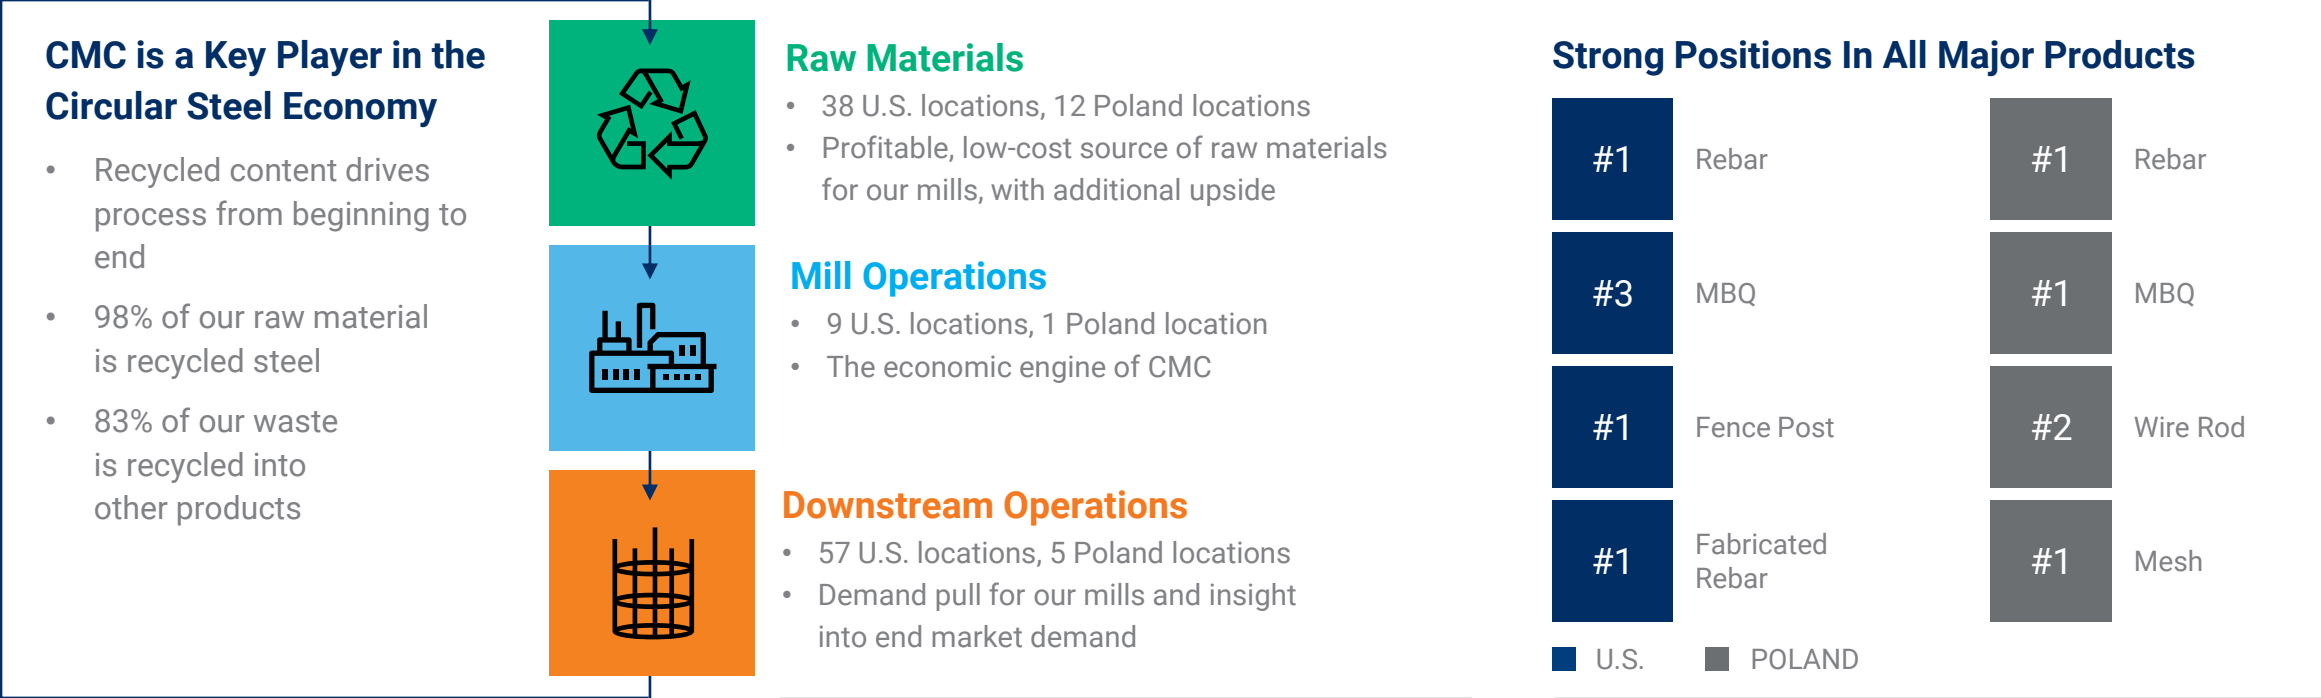 CMC is a Key Player in the
Circular Steel Economy
• Recycled content drives
process from beginning to
end
• 98% of our raw material
is recycled steel
• 83% of our waste
is recycled into
other products
Raw Materials
• 38 U.S. locations, 12 Poland locations
• Profitable, low-cost source of raw materials
for our mills, with additional upside
Mill Operations
• 9 U.S. locations, 1 Poland location
• The economic engine of CMC
Downstream Operations
• 57 U.S. locations, 5 Poland locations
• Demand pull for our mills and insight
into end market demand
Strong Positions In All Major Products
#1 Rebar
#1 Rebar
#3 MBQ
#1 MBQ
#1 Fence Post
#2 Wire Rod
#1 Fabricated
Rebar
#1 Mesh
U.S. POLAND